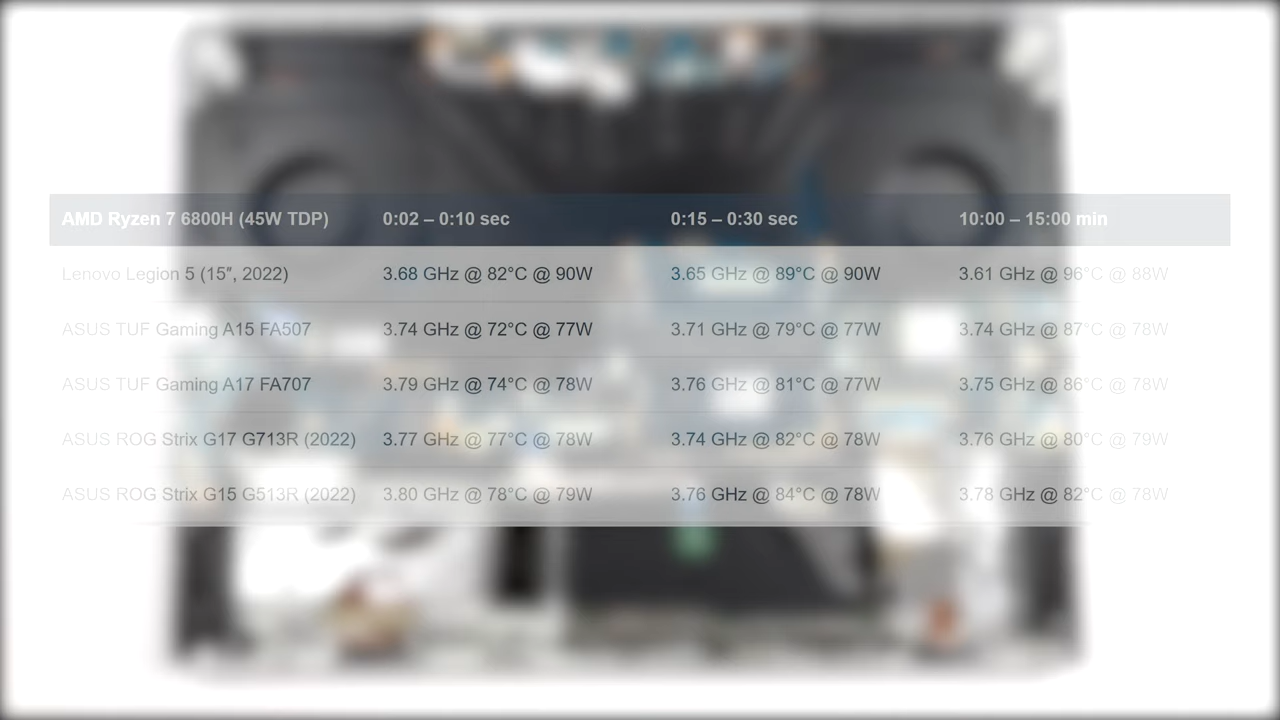 AMD Ryzen 7 6800H (45W TDP) 0:02 – 0:10 sec 0:15 – 0:30 sec 10:00 – 15:00 min
Lenovo Legion 5 (15″, 2022) 3.68 GHz @ 82°C @ 90W 3.65 GHz @ 89°C @ 90W 3.61 GHz @ 96°C @ 88W
ASUS TUF Gaming A15 FA507 3.74 GHz @ 72°C @ 77W 3.71 GHz @ 79°C @ 77W 3.74 GHz @ 87°C @ 78W
ASUS TUF Gaming A17 FA707 3.79 GHz @ 74°C @ 78W 3.76 GHz @ 81°C @ 77W 3.75 GHz @ 86°C @ 78W
ASUS ROG Strix G17 G713R (2022) 3.77 GHz @ 77°C @ 78W 3.74 GHz @ 82°C @ 78W 3.76 GHz @ 80°C @ 79W
ASUS ROG Strix G15 G513R (2022) 3.80 GHz @ 78°C @ 79W 3.76 GHz @ 84°C @ 78W 3.78 GHz @ 82°C @ 79W